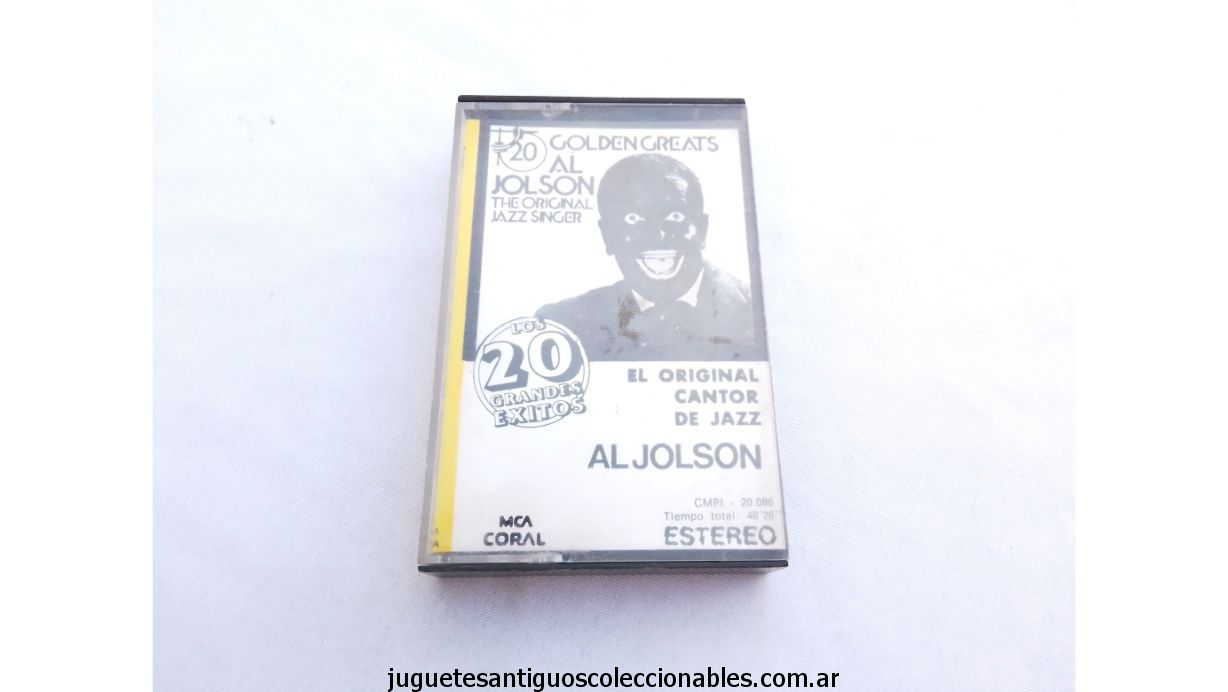 20 GOLDEN GREATS
AL
JOLSON
THE ORIGINAL
JAZZ SINGER
LOS
20
GRANDES
EXITOS
EL ORIGINAL
CANTOR
DE JAZZ
AL JOLSON
CMPI - 20.086
Tiempo total: 48'26"
MCA
CORAL
ESTEREO
juguetesantiguoscoleccionables.com.ar